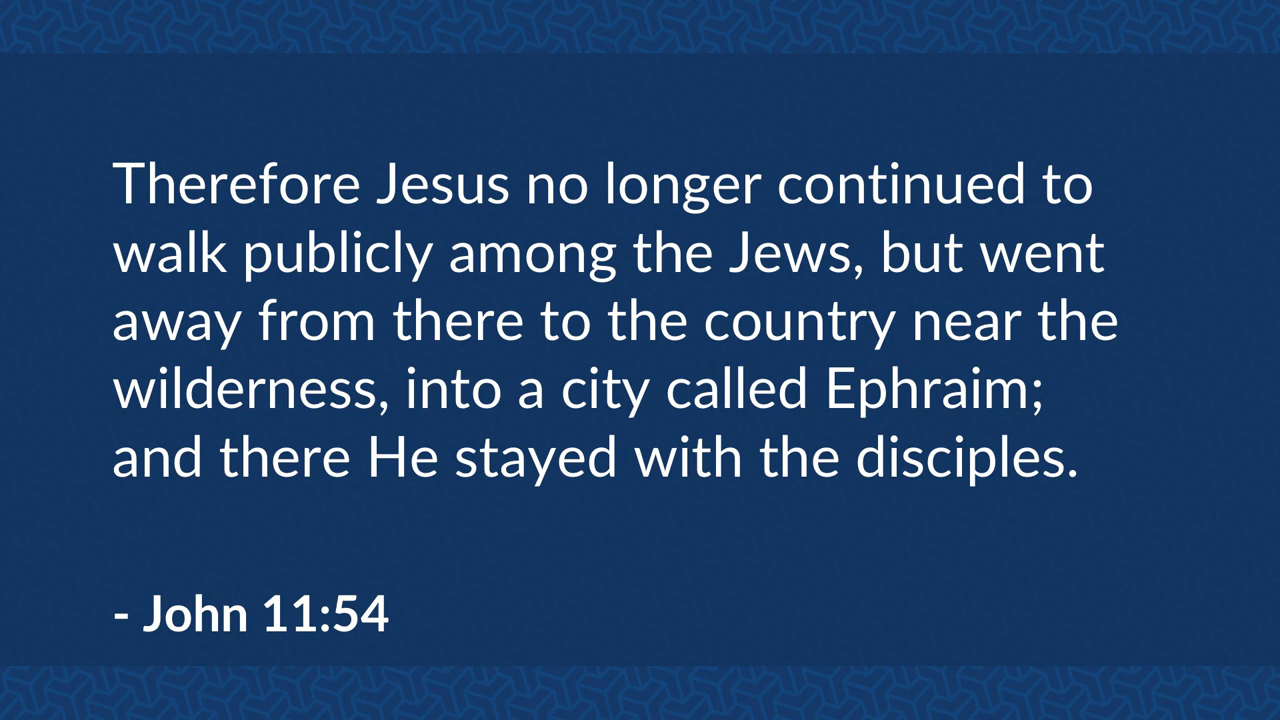 Therefore Jesus no longer continued to
walk publicly among the Jews, but went
away from there to the country near the
wilderness, into a city called Ephraim;
and there He stayed with the disciples.
- John 11:54